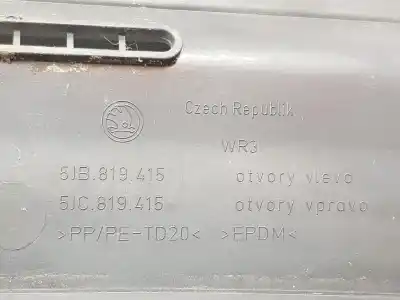 Czech Republik
WR3
5JB.819.415 otvory vlevo
5JC.819.415 otvory vpravo
>PP/PE-TD20< >EPDM<